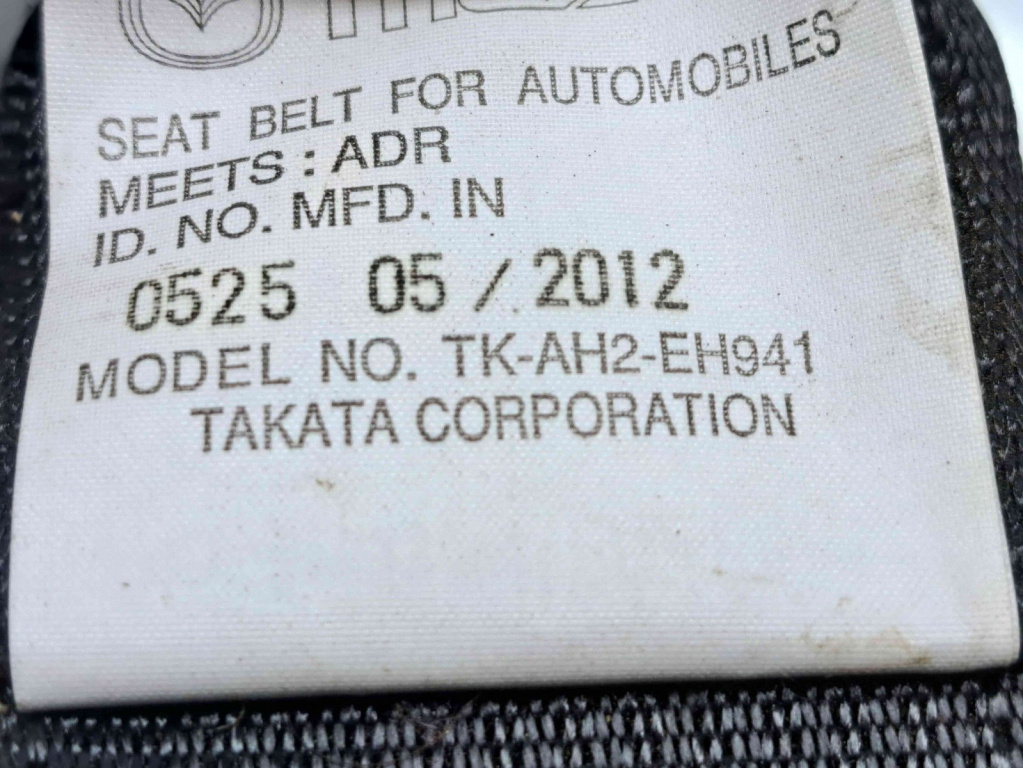 SEAT BELT FOR AUTOMOBILES
MEETS : ADR
ID. NO. MFD. IN
0525 05 / 2012
MODEL NO. TK-AH2-EH941
TAKATA CORPORATION